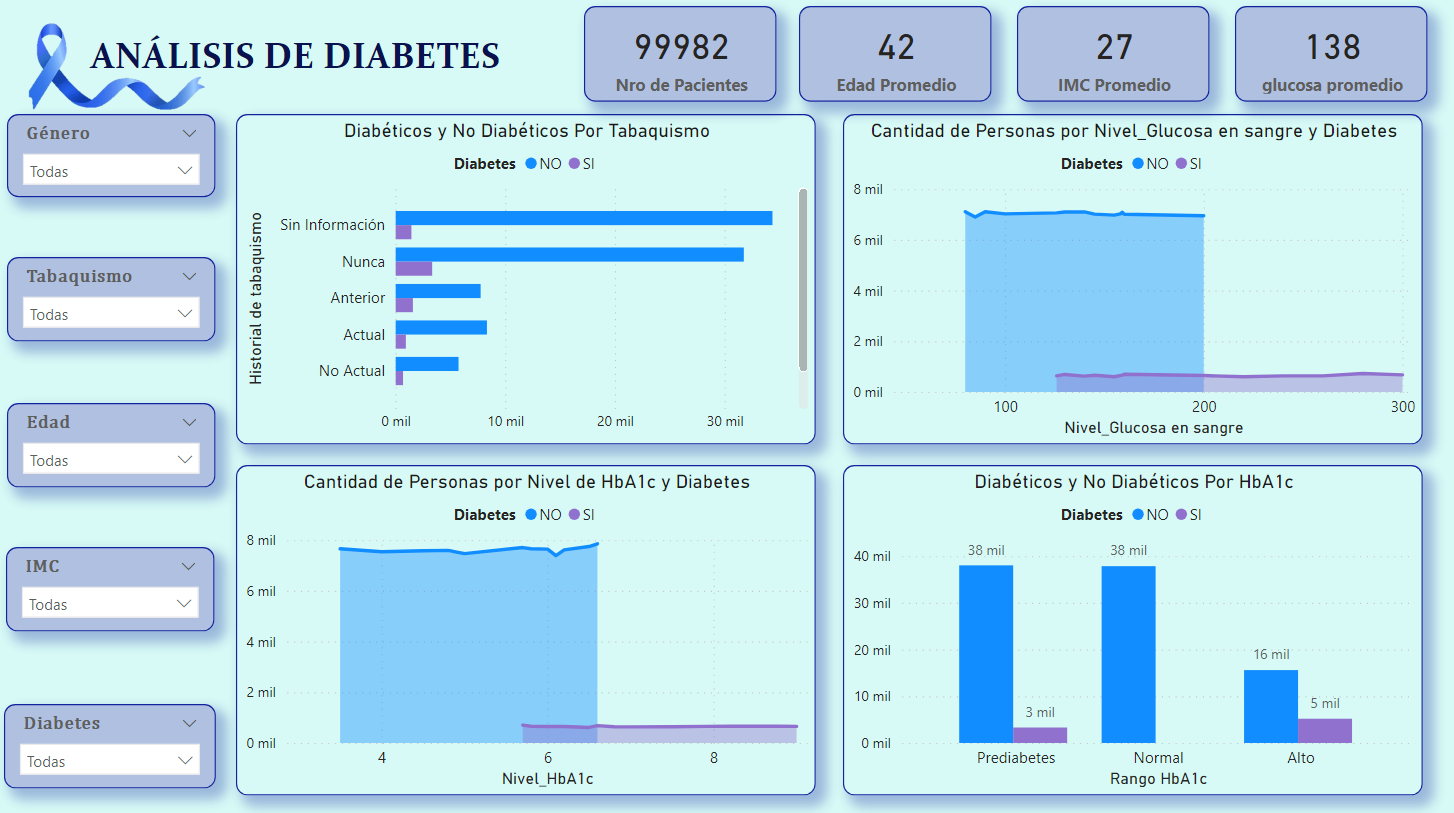 ANÁLISIS DE DIABETES
99982
Nro de Pacientes
42
Edad Promedio
27
IMC Promedio
138
glucosa promedio
Género
Todas
Tabaquismo
Todas
Edad
Todas
IMC
Todas
Diabetes
Todas
Diabéticos y No Diabéticos Por Tabaquismo
Diabetes NO SI
Historial de tabaquismo
Sin Información
Nunca
Anterior
Actual
No Actual
0 mil 10 mil 20 mil 30 mil
Cantidad de Personas por Nivel_Glucosa en sangre y Diabetes
Diabetes NO SI
8 mil
6 mil
4 mil
2 mil
0 mil
100 200 300
Nivel_Glucosa en sangre
Cantidad de Personas por Nivel de HbA1c y Diabetes
Diabetes NO SI
8 mil
6 mil
4 mil
2 mil
0 mil
4 6 8
Nivel_HbA1c
Diabéticos y No Diabéticos Por HbA1c
Diabetes NO SI
40 mil
30 mil
20 mil
10 mil
0 mil
38 mil 38 mil
16 mil
3 mil 5 mil
Prediabetes Normal Alto
Rango HbA1c